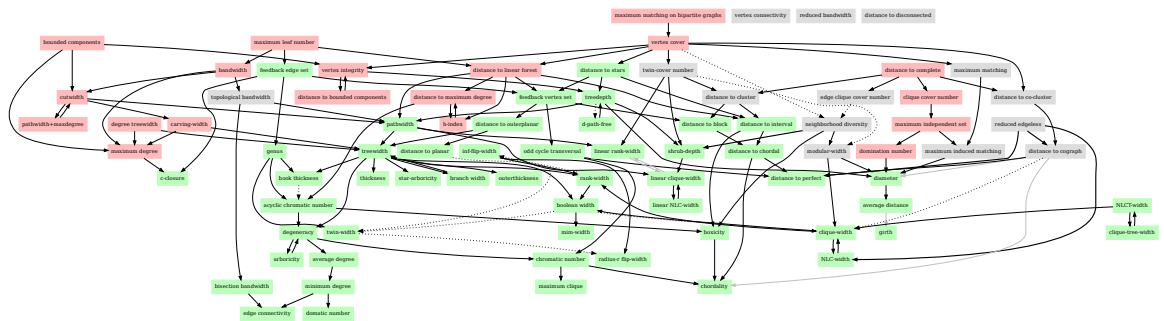 maximum matching on bipartite graphs
vertex connectivity
reduced bandwidth
distance to disconnected
bounded components
maximum leaf number
vertex cover
bandwidth
feedback edge set
vertex integrity
distance to linear forest
distance to stars
twin-cover number
distance to complete
maximum matching
cutwidth
topological bandwidth
distance to bounded components
distance to maximum degree
feedback vertex set
treedepth
distance to cluster
edge clique cover number
clique cover number
distance to co-cluster
pathwidth+maxdegree
degree treewidth
carving-width
pathwidth
h-index
distance to outerplanar
d-path-free
distance to block
distance to interval
neighborhood diversity
maximum independent set
reduced edgeless
maximum degree
genus
treewidth
distance to planar
inf-flip-width
odd cycle transversal
linear rank-width
shrub-depth
distance to chordal
modular-width
domination number
maximum induced matching
distance to cograph
c-closure
book thickness
thickness
star-arboricity
branch width
outerthickness
rank-width
linear clique-width
distance to perfect
diameter
acyclic chromatic number
boolean width
linear NLC-width
average distance
NLCT-width
degeneracy
twin-width
mim-width
boxicity
clique-width
girth
clique-tree-width
arboricity
average degree
chromatic number
radius-r flip-width
NLC-width
bisection bandwidth
minimum degree
maximum clique
chordality
edge connectivity
domatic number